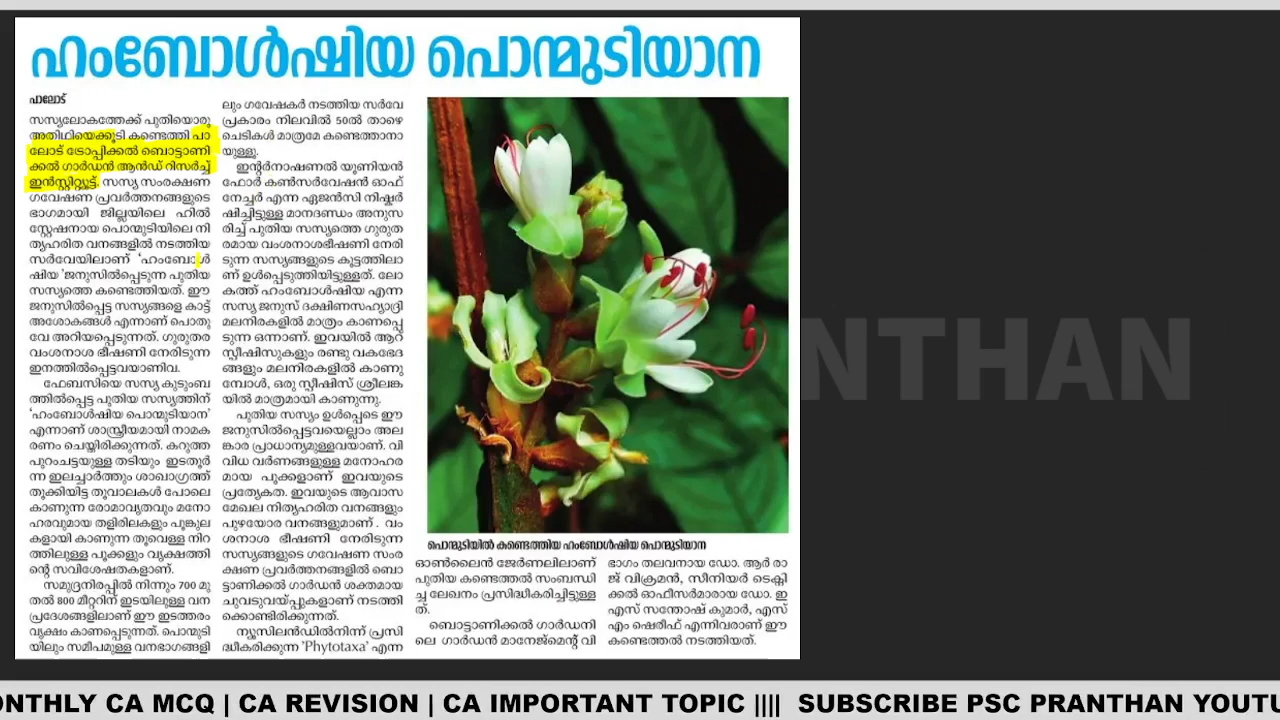 ഹംബോൾഷിയ പൊന്മുടിയാന
പാലോട്
സസ്യലോകത്തേക്ക് പുതിയൊരു
അതിഥിയെക്കൂടി കണ്ടെത്തി പാ
ലോട് ട്രോപ്പിക്കൽ ബൊട്ടാണി
ക്കൽ ഗാർഡൻ ആൻഡ് റിസർച്ച്
ഇൻസ്റ്റിറ്റ്യൂട്ട്. സസ്യ സംരക്ഷണ
ഗവേഷണ പ്രവർത്തനങ്ങളുടെ
ഭാഗമായി ജില്ലയിലെ ഹിൽ
സ്റ്റേഷനായ പൊന്മുടിയിലെ നി
ത്യഹരിത വനങ്ങളിൽ നടത്തിയ
സർവേയിലാണ് 'ഹംബോൾ
ഷിയ 'ജനുസിൽപ്പെടുന്ന പുതിയ
സസ്യത്തെ കണ്ടെത്തിയത്. ഈ
ജനുസിൽപ്പെട്ട സസ്യങ്ങളെ കാട്ട്
അശോകങ്ങൾ എന്നാണ് പൊതു
വേ അറിയപ്പെടുന്നത്. ഗുരുതര
വംശനാശ ഭീഷണി നേരിടുന്ന
ഇനത്തിൽപ്പെട്ടവയാണിവ.
ഫേബസിയെ സസ്യ കുടുംബ
ത്തിൽപ്പെട്ട പുതിയ സസ്യത്തിന്
'ഹംബോൾഷിയ പൊന്മുടിയാന'
എന്നാണ് ശാസ്ത്രീയമായി നാമക
രണം ചെയ്തിരിക്കുന്നത്. കറുത്ത
പുറംചട്ടയുള്ള തടിയും ഇടതൂർ
ന്ന ഇലച്ചാർത്തും ശാഖാഗ്രത്ത്
തൂക്കിയിട്ട തൂവാലകൾ പോലെ
കാണുന്ന രോമാവൃതവും മനോ
ഹരവുമായ തളിരിലകളും പൂങ്കുല
കളായി കാണുന്ന തൂവെള്ള നിറ
ത്തിലുള്ള പൂക്കളും വൃക്ഷത്തി
ന്റെ സവിശേഷതകളാണ്.
സമുദ്രനിരപ്പിൽ നിന്നും 700 മു
തൽ 800 മീറ്ററിന് ഇടയിലുള്ള വന
പ്രദേശങ്ങളിലാണ് ഈ ഇടത്തരം
വൃക്ഷം കാണപ്പെടുന്നത്. പൊന്മുടി
യിലും സമീപമുള്ള വനഭാഗങ്ങളി
ലും ഗവേഷകർ നടത്തിയ സർവേ
പ്രകാരം നിലവിൽ 50ൽ താഴെ
ചെടികൾ മാത്രമേ കണ്ടെത്താനാ
യുള്ളു.
ഇന്റർനാഷണൽ യൂണിയൻ
ഫോർ കൺസർവേഷൻ ഓഫ്
നേച്ചർ എന്ന ഏജൻസി നിഷ്കർ
ഷിച്ചിട്ടുള്ള മാനദണ്ഡം അനുസ
രിച്ച് പുതിയ സസ്യത്തെ ഗുരുത
രമായ വംശനാശഭീഷണി നേരി
ടുന്ന സസ്യങ്ങളുടെ കൂട്ടത്തിലാ
ണ് ഉൾപ്പെടുത്തിയിട്ടുള്ളത്. ലോ
കത്ത് ഹംബോൾഷിയ എന്ന
സസ്യ ജനുസ് ദക്ഷിണസഹ്യാദ്രി
മലനിരകളിൽ മാത്രം കാണപ്പെ
ടുന്ന ഒന്നാണ്. ഇവയിൽ ആറ്
സ്പീഷിസുകളും രണ്ടു വകഭേദ
ങ്ങളും മലനിരകളിൽ കാണു
മ്പോൾ, ഒരു സ്പീഷിസ് ശ്രീലങ്ക
യിൽ മാത്രമായി കാണുന്നു.
പുതിയ സസ്യം ഉൾപ്പെടെ ഈ
ജനുസിൽപ്പെട്ടവയെല്ലാം അല
ങ്കാര പ്രാധാന്യമുള്ളവയാണ്. വി
വിധ വർണങ്ങളുള്ള മനോഹര
മായ പൂക്കളാണ് ഇവയുടെ
പ്രത്യേകത. ഇവയുടെ ആവാസ
മേഖല നിത്യഹരിത വനങ്ങളും
പുഴയോര വനങ്ങളുമാണ്. വം
ശനാശ ഭീഷണി നേരിടുന്ന
സസ്യങ്ങളുടെ ഗവേഷണ സംര
ക്ഷണ പ്രവർത്തനങ്ങളിൽ ബൊ
ട്ടാണിക്കൽ ഗാർഡൻ ശക്തമായ
ചുവടുവയ്പ്പുകളാണ് നടത്തി
ക്കൊണ്ടിരിക്കുന്നത്.
ന്യൂസിലൻഡിൽനിന്ന് പ്രസി
ദ്ധീകരിക്കുന്ന 'Phytotaxa' എന്ന
പൊന്മുടിയിൽ കണ്ടെത്തിയ ഹംബോൾഷിയ പൊന്മുടിയാന
ഓൺലൈൻ ജേർണലിലാണ്
പുതിയ കണ്ടെത്തൽ സംബന്ധി
ച്ച ലേഖനം പ്രസിദ്ധീകരിച്ചിട്ടുള്ള
ത്.
ബൊട്ടാണിക്കൽ ഗാർഡനി
ലെ ഗാർഡൻ മാനേജ്മെന്റ് വി
ഭാഗം തലവനായ ഡോ. ആർ രാ
ജ് വിക്രമൻ, സീനിയർ ടെക്നി
ക്കൽ ഓഫീസർമാരായ ഡോ. ഇ
എസ് സന്തോഷ് കുമാർ, എസ്
എം ഷെരീഫ് എന്നിവരാണ് ഈ
കണ്ടെത്തൽ നടത്തിയത്.
NTHAN
ONTHLY CA MCQ | CA REVISION | CA IMPORTANT TOPIC |||| SUBSCRIBE PSC PRANTHAN YOUTU